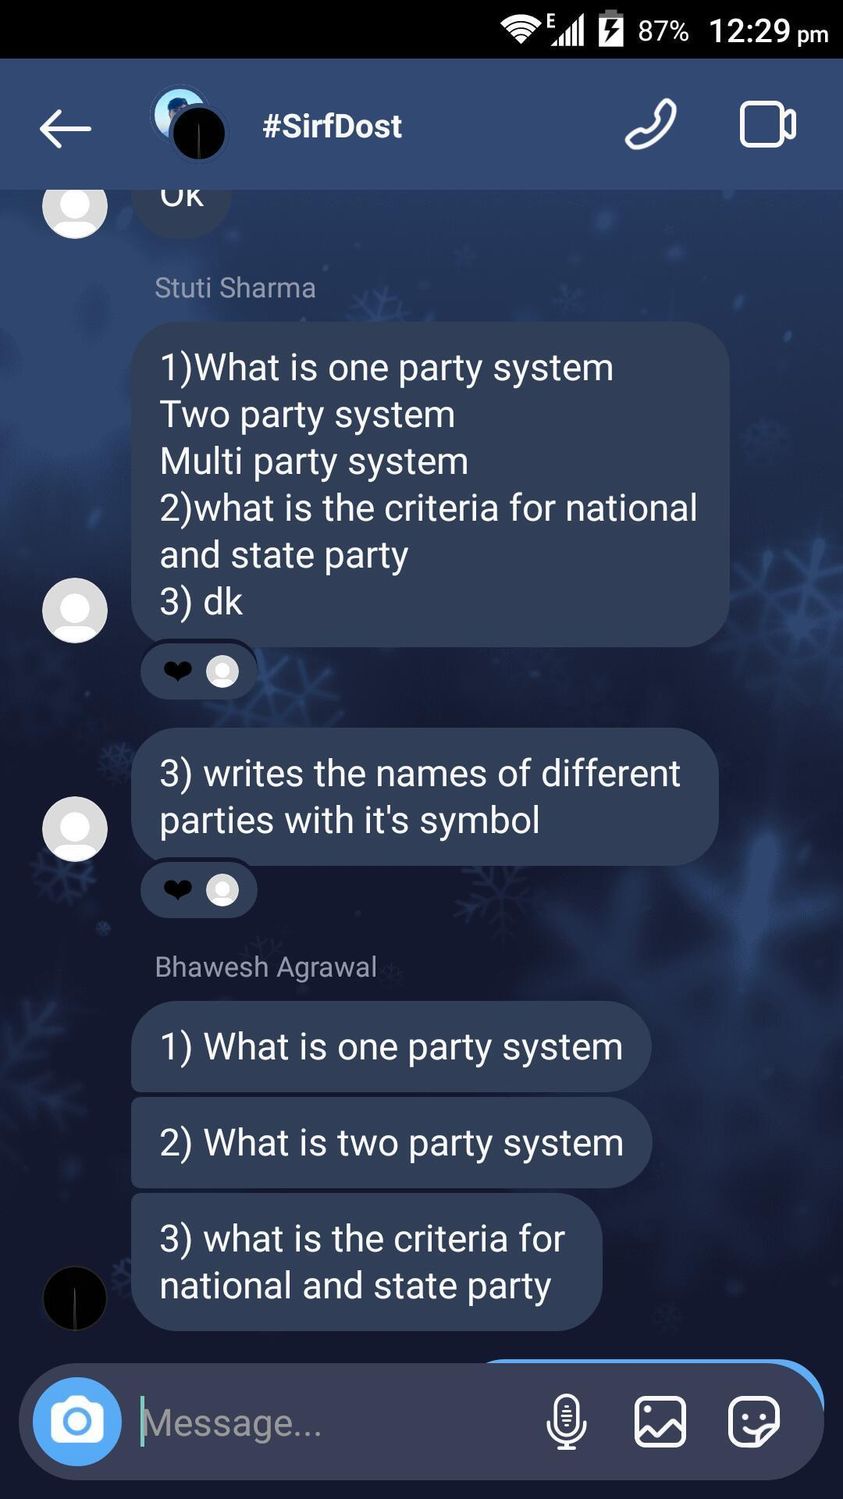 E 87% 12:29 pm
#SirfDost
Ok
Stuti Sharma
1)What is one party system
Two party system
Multi party system
2)what is the criteria for national
and state party
3) dk
3) writes the names of different
parties with it's symbol
Bhawesh Agrawal
1) What is one party system
2) What is two party system
3) what is the criteria for
national and state party
Message...